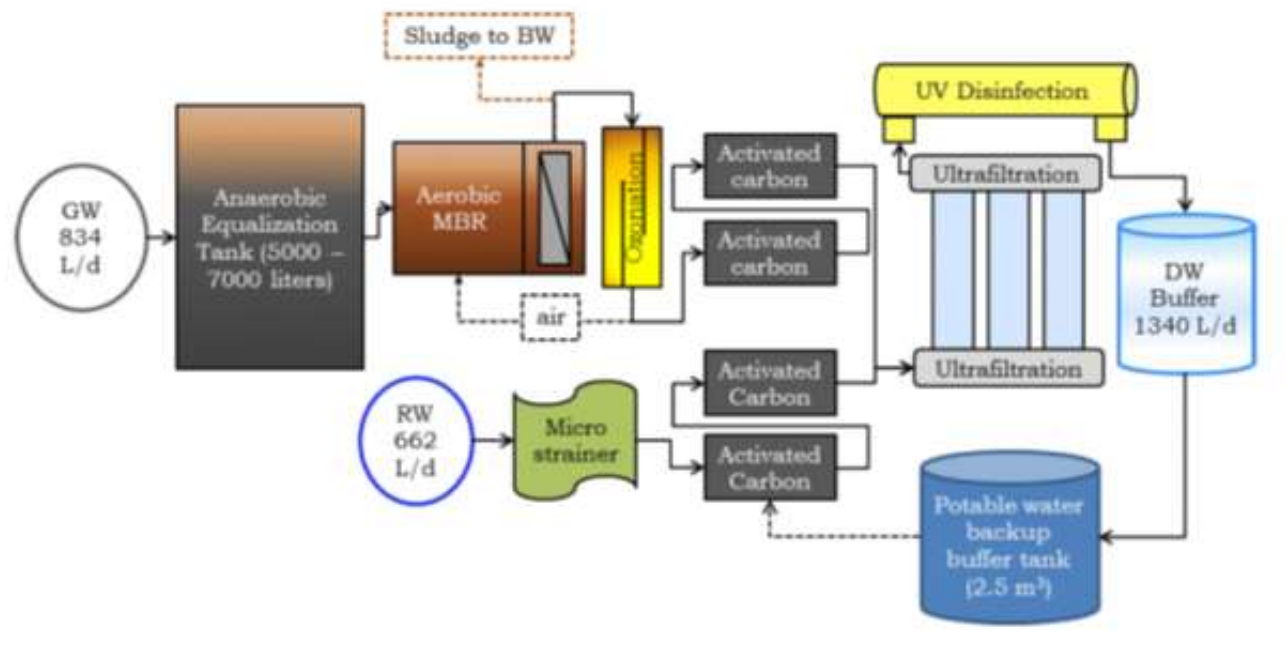 Sludge to BW
GW
834
L/d
Anaerobic
Equalization
Tank (5000 –
7000 liters)
Aerobic
MBR
Ozonation
air
Activated
carbon
Activated
carbon
UV Disinfection
Ultrafiltration
Ultrafiltration
DW
Buffer
1340 L/d
RW
662
L/d
Micro
strainer
Activated
Carbon
Activated
Carbon
Potable water
backup
buffer tank
(2.5 m³)